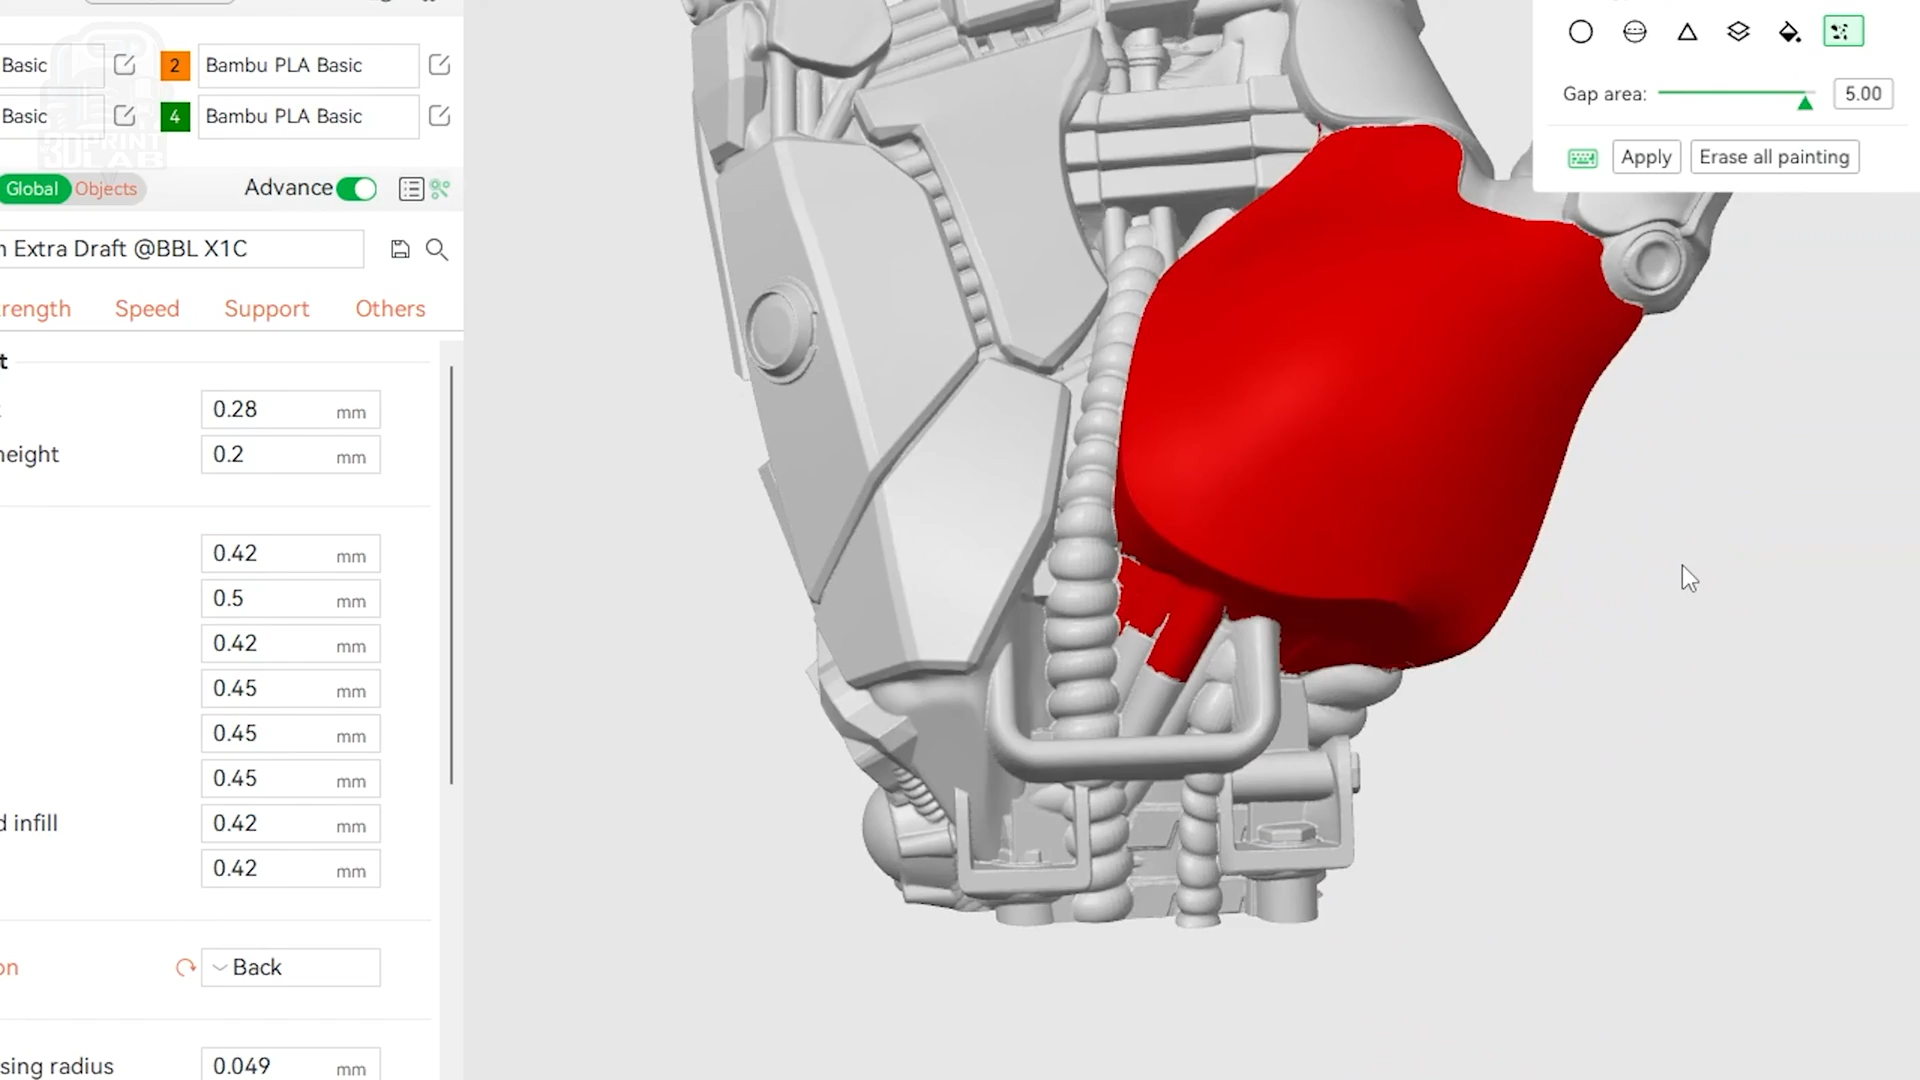 Basic
2
Bambu PLA Basic
Basic
4
Bambu PLA Basic
3DPRINT
LAB
Global
Objects
Advance
n Extra Draft @BBL X1C
rength
Speed
Support
Others
t
0.28 mm
height
0.2 mm
0.42 mm
0.5 mm
0.42 mm
0.45 mm
0.45 mm
0.45 mm
d infill
0.42 mm
0.42 mm
on
Back
sing radius
0.049 mm
Gap area:
5.00
Apply
Erase all painting